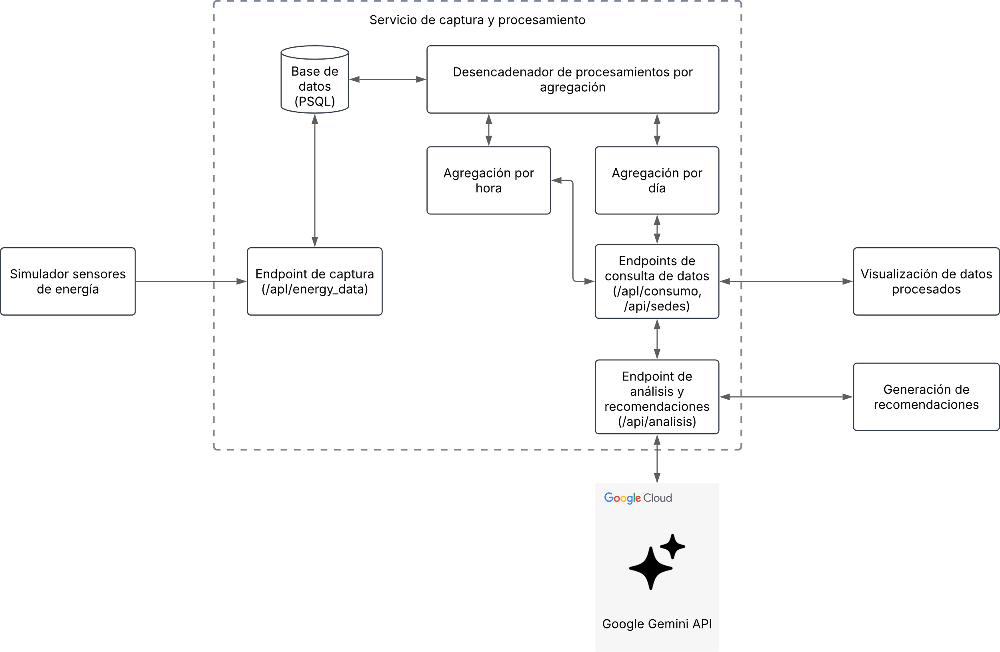 Servicio de captura y procesamiento
Base de
datos
(PSQL)
Desencadenador de procesamientos por
agregación
Agregación por
hora
Agregación por
día
Simulador sensores
de energía
Endpoint de captura
(/apI/energy_data)
Endpoints de
consulta de datos
(/apI/consumo,
/api/sedes)
Visualización de datos
procesados
Endpoint de
análisis y
recomendaciones
(/api/analisis)
Generación de
recomendaciones
Google Cloud
Google Gemini API